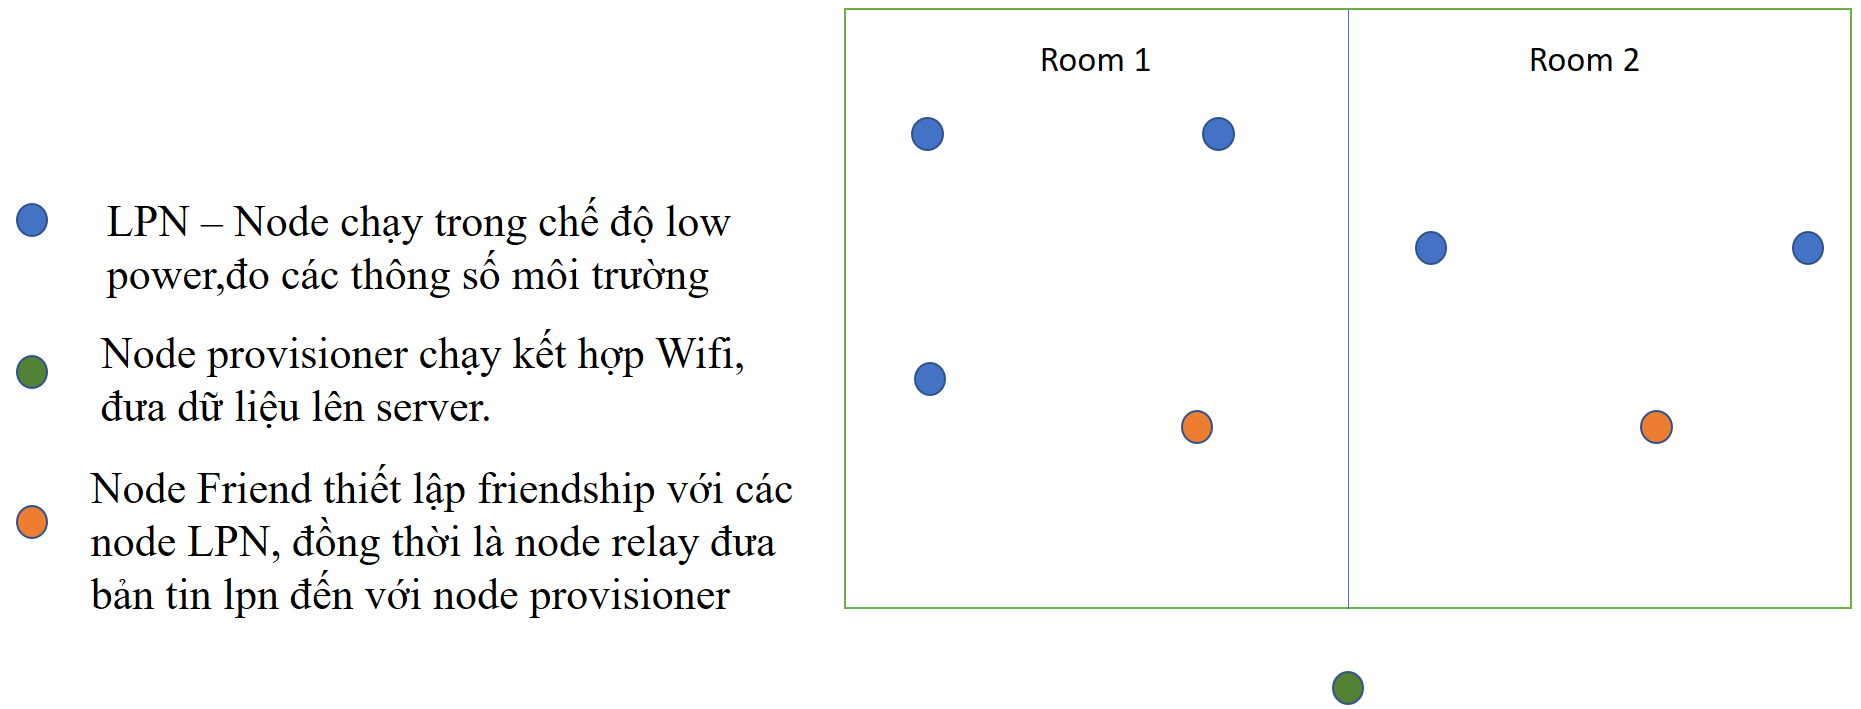 Room 1
Room 2
LPN – Node chạy trong chế độ low
power,đo các thông số môi trường
Node provisioner chạy kết hợp Wifi,
đưa dữ liệu lên server.
Node Friend thiết lập friendship với các
node LPN, đồng thời là node relay đưa
bản tin lpn đến với node provisioner